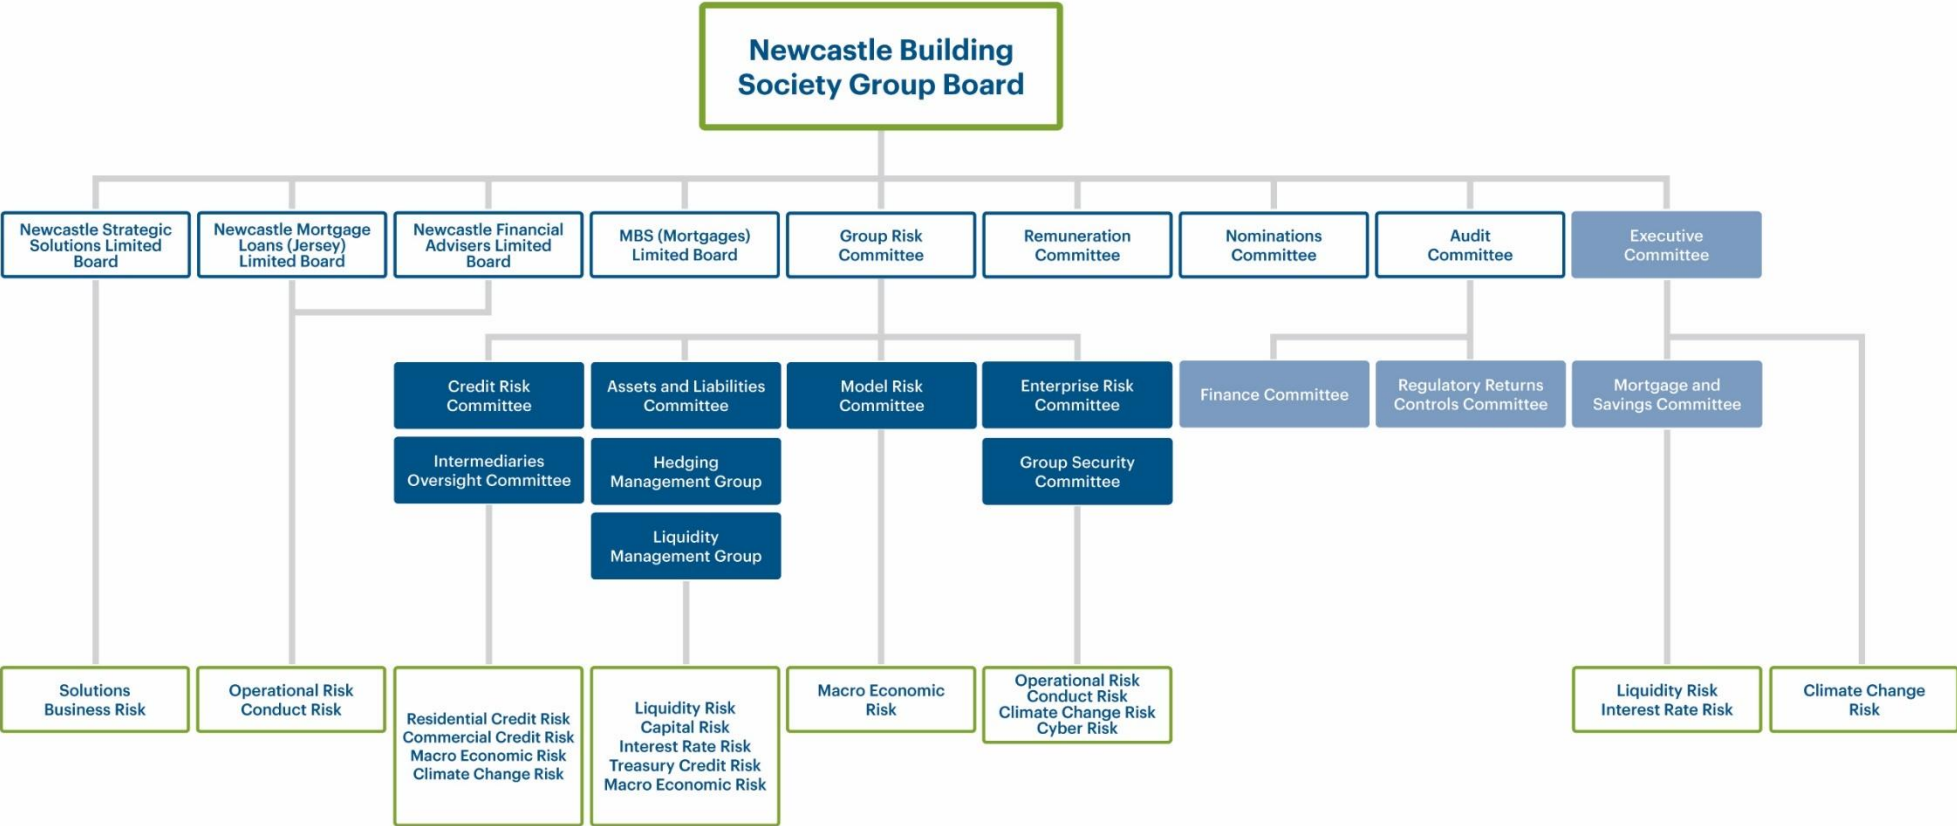 Newcastle Building
Society Group Board
Newcastle Strategic
Solutions Limited
Board
Newcastle Mortgage
Loans (Jersey)
Limited Board
Newcastle Financial
Advisers Limited
Board
MBS (Mortgages)
Limited Board
Group Risk
Committee
Remuneration
Committee
Nominations
Committee
Audit
Committee
Executive
Committee
Credit Risk
Committee
Assets and Liabilities
Committee
Model Risk
Committee
Enterprise Risk
Committee
Finance Committee
Regulatory Returns
Controls Committee
Mortgage and
Savings Committee
Intermediaries
Oversight Committee
Hedging
Management Group
Group Security
Committee
Liquidity
Management Group
Solutions
Business Risk
Operational Risk
Conduct Risk
Residential Credit Risk
Commercial Credit Risk
Macro Economic Risk
Climate Change Risk
Liquidity Risk
Capital Risk
Interest Rate Risk
Treasury Credit Risk
Macro Economic Risk
Macro Economic
Risk
Operational Risk
Conduct Risk
Climate Change Risk
Cyber Risk
Liquidity Risk
Interest Rate Risk
Climate Change
Risk